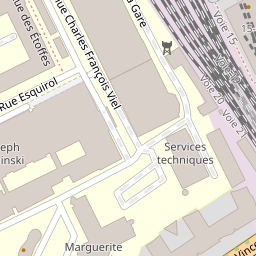 rue des Étoffes
rue Charles François Viel
a Gare
Voie 15
Rue Esquirol
Voie 20
Voie 2
Services
techniques
eph
inski
Marguerite
Vinc